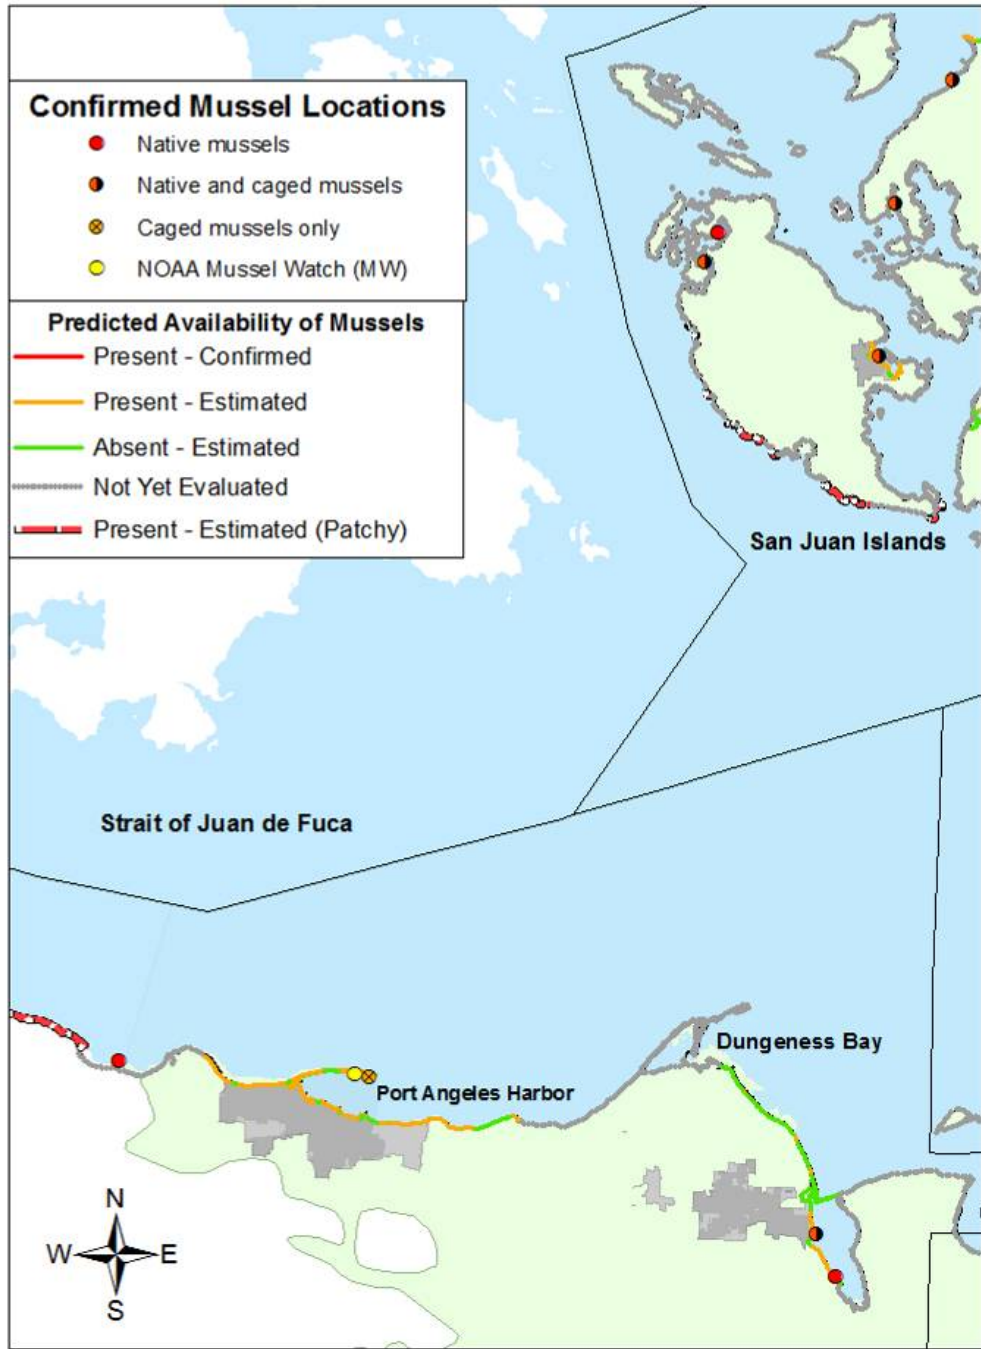 Confirmed Mussel Locations
Native mussels
Native and caged mussels
Caged mussels only
NOAA Mussel Watch (MW)
Predicted Availability of Mussels
Present - Confirmed
Present - Estimated
Absent - Estimated
Not Yet Evaluated
Present - Estimated (Patchy)
San Juan Islands
Strait of Juan de Fuca
Dungeness Bay
Port Angeles Harbor
N
W E
S